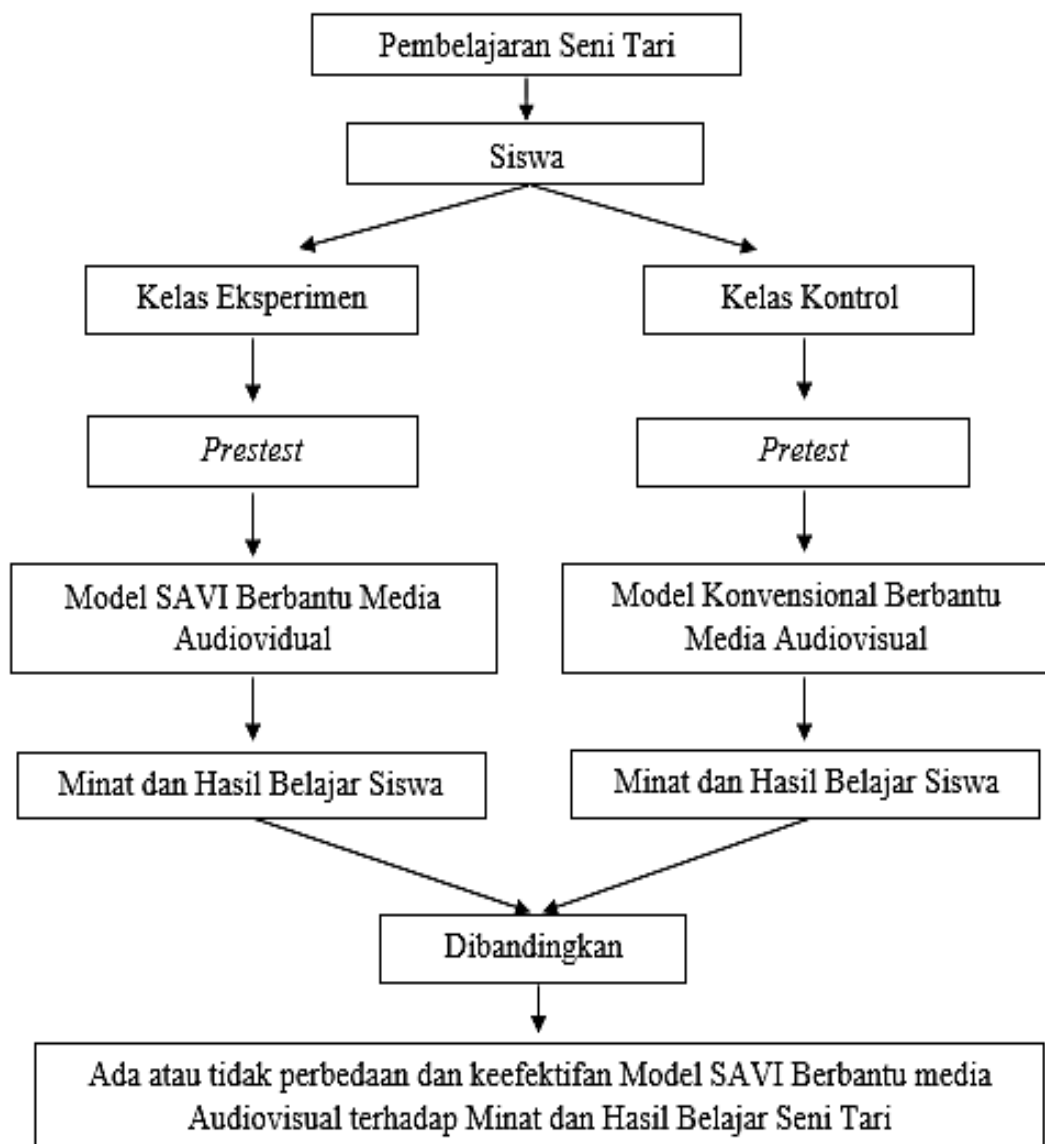 Pembelajaran Seni Tari
Siswa
Kelas Eksperimen
Kelas Kontrol
Prestest
Pretest
Model SAVI Berbantu Media
Audiovidual
Model Konvensional Berbantu
Media Audiovisual
Minat dan Hasil Belajar Siswa
Minat dan Hasil Belajar Siswa
Dibandingkan
Ada atau tidak perbedaan dan keefektifan Model SAVI Berbantu media
Audiovisual terhadap Minat dan Hasil Belajar Seni Tari